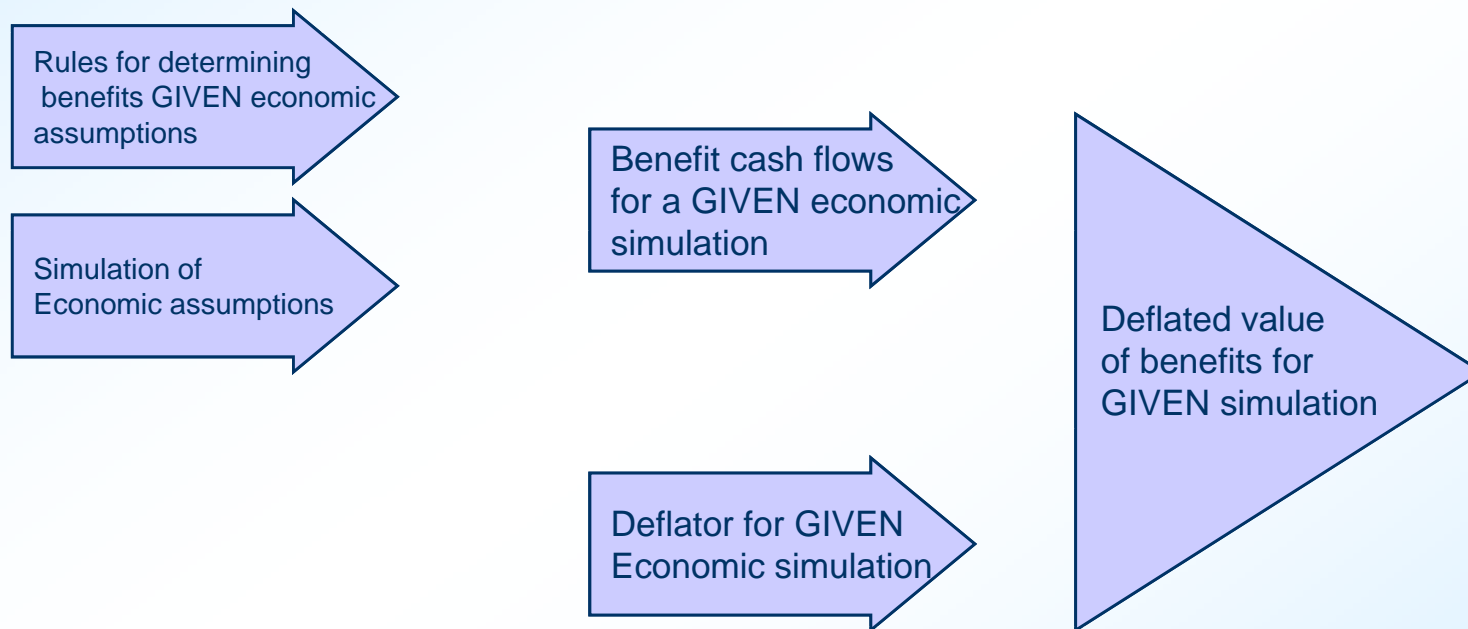 Rules for determining
benefits GIVEN economic
assumptions
Simulation of
Economic assumptions
Benefit cash flows
for a GIVEN economic
simulation
Deflator for GIVEN
Economic simulation
Deflated value
of benefits for
GIVEN simulation